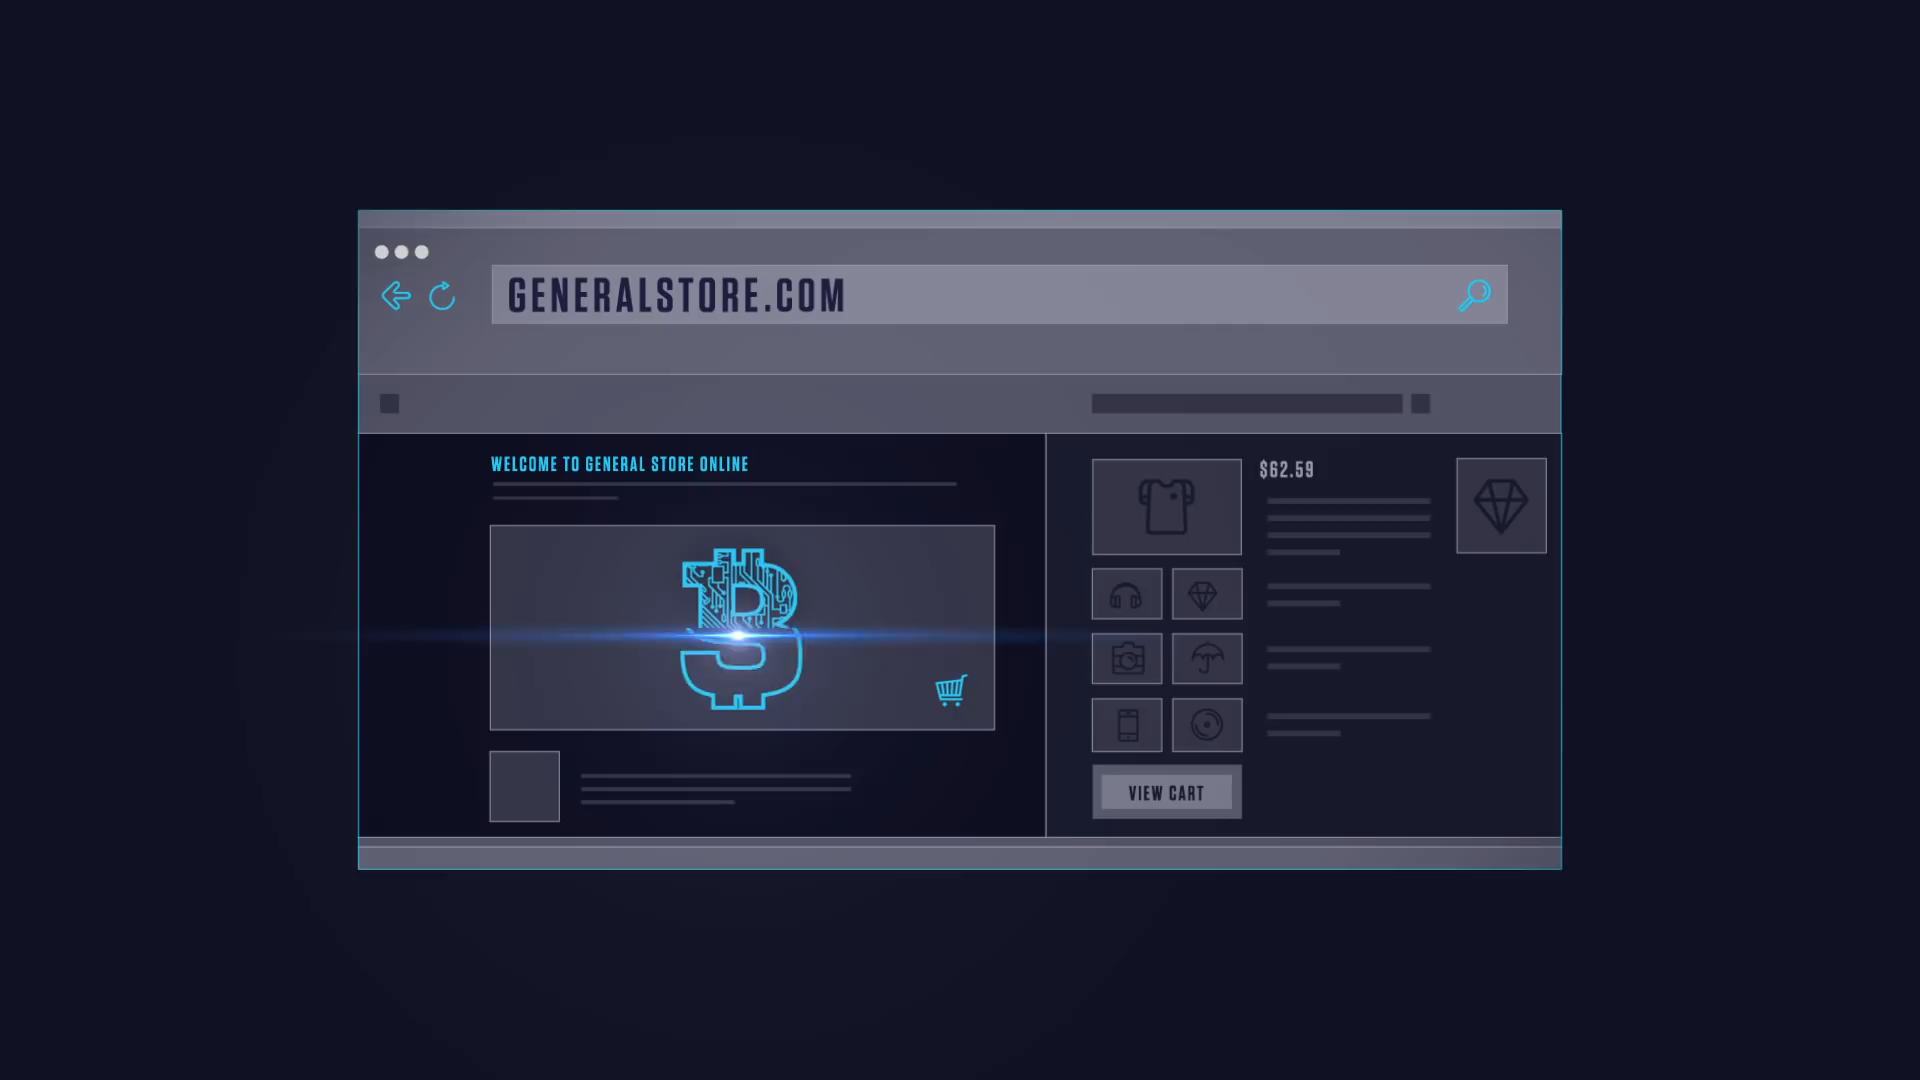 GENERALSTORE.COM
WELCOME TO GENERAL STORE ONLINE
$62.59
VIEW CART